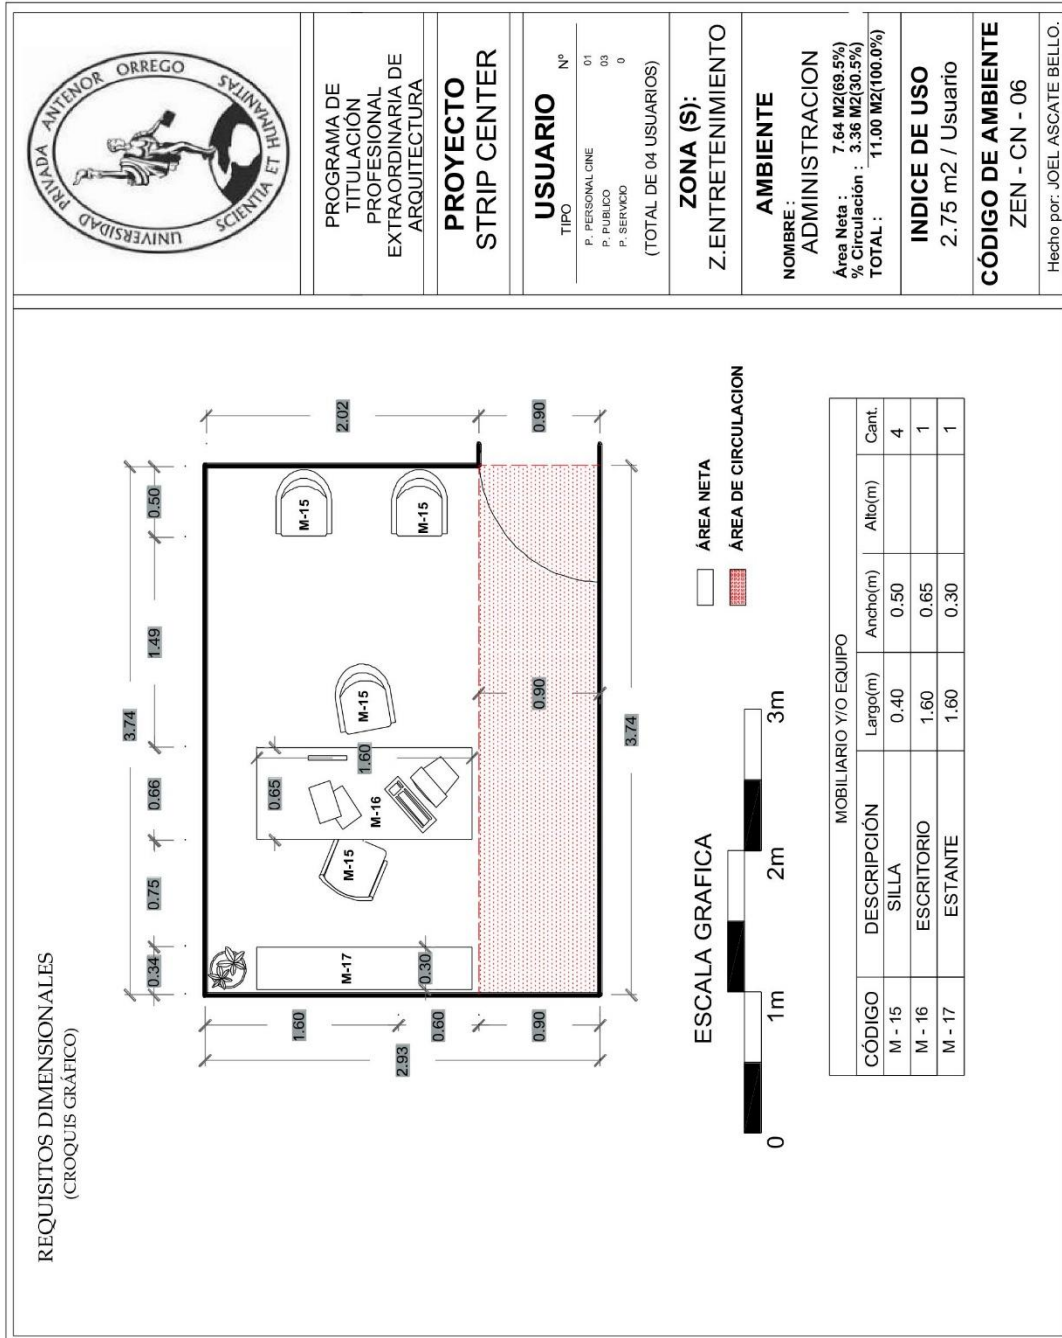 REQUISITOS DIMENSIONALES
(CROQUIS GRÁFICO)
3.74
0.34
0.75
0.66
1.49
0.50
1.60
0.60
2.93
0.90
2.02
0.90
M-17
0.30
M-15
0.65
M-16
1.60
M-15
M-15
M-15
0.90
3.74
ESCALA GRAFICA
0
1m
2m
3m
ÁREA NETA
ÁREA DE CIRCULACION
MOBILIARIO Y/O EQUIPO
CÓDIGO DESCRIPCIÓN Largo(m) Ancho(m) Alto(m) Cant.
M - 15 SILLA 0.40 0.50 4
M - 16 ESCRITORIO 1.60 0.65 1
M - 17 ESTANTE 1.60 0.30 1
UNIVERSIDAD PRIVADA ANTENOR ORREGO
SCIENTIA ET HUMANITAS
PROGRAMA DE
TITULACIÓN
PROFESIONAL
EXTRAORDINARIA DE
ARQUITECTURA
PROYECTO
STRIP CENTER
USUARIO
TIPO Nº
P. PERSONAL CINE 01
P. PUBLICO 03
P. SERVICIO 0
(TOTAL DE 04 USUARIOS)
ZONA (S):
Z.ENTRETENIMIENTO
AMBIENTE
NOMBRE :
ADMINISTRACION
Área Neta : 7.64 M2(69.5%)
% Circulación : 3.36 M2(30.5%)
TOTAL : 11.00 M2(100.0%)
INDICE DE USO
2.75 m2 / Usuario
CÓDIGO DE AMBIENTE
ZEN - CN - 06
Hecho por: JOEL ASCATE BELLO.